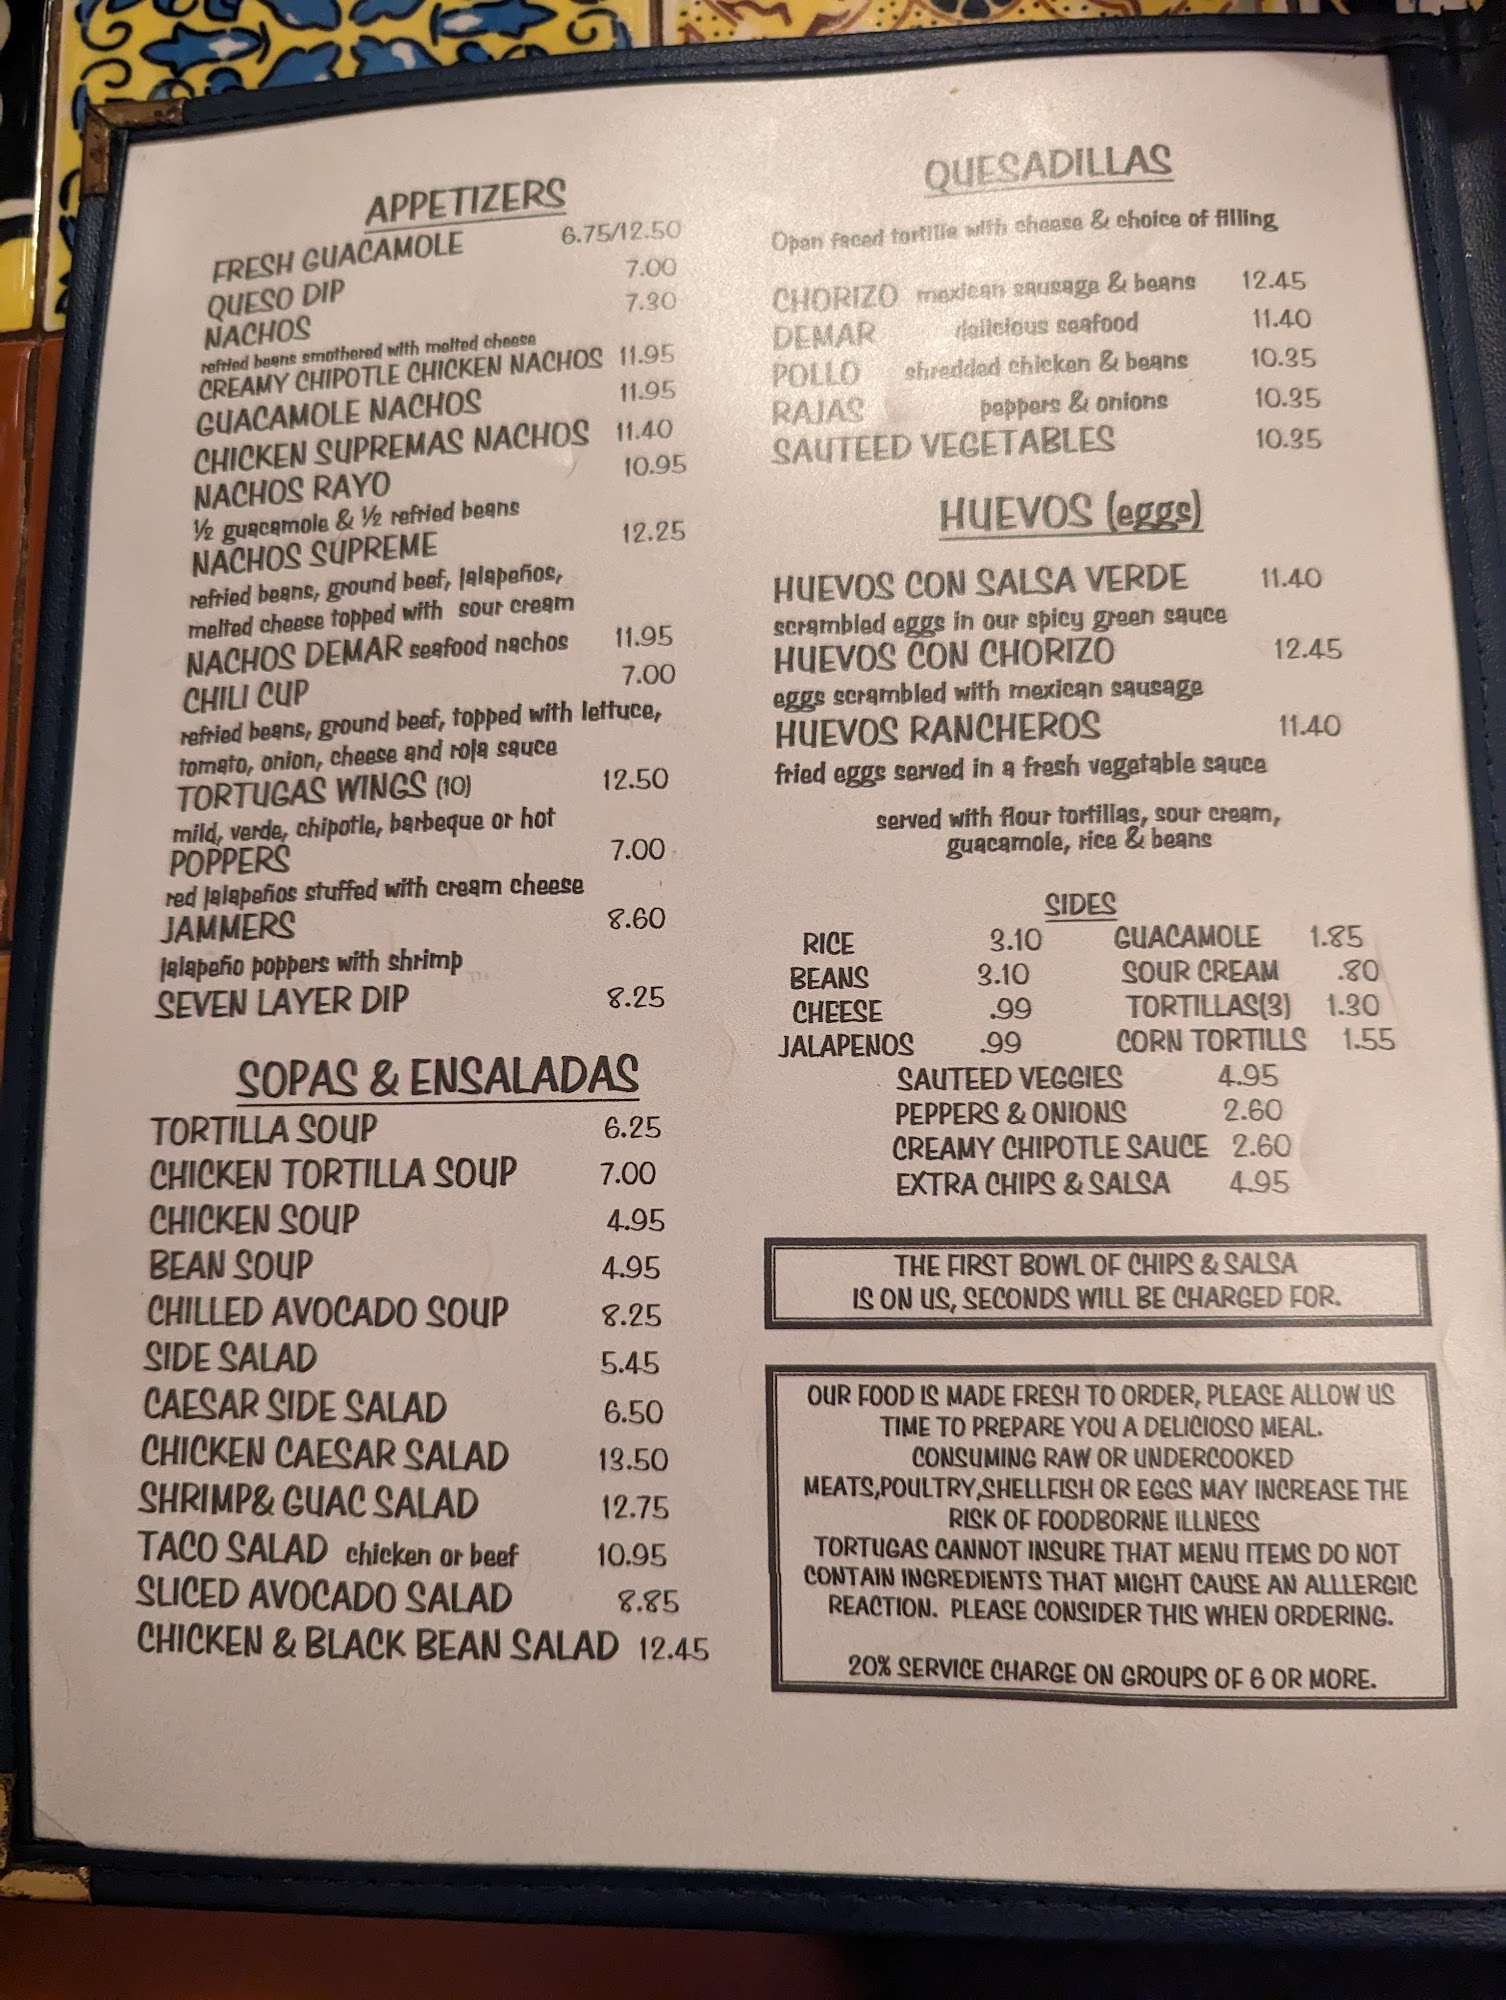 APPETIZERS
FRESH GUACAMOLE 6.75/12.50
QUESO DIP 7.00
NACHOS 7.30
refried beans smothered with melted cheese
CREAMY CHIPOTLE CHICKEN NACHOS 11.95
GUACAMOLE NACHOS 11.95
CHICKEN SUPREMAS NACHOS 11.40
NACHOS RAYO 10.95
½ guacamole & ½ refried beans
NACHOS SUPREME 12.25
refried beans, ground beef, jalapeños,
melted cheese topped with sour cream
NACHOS DEMAR seafood nachos 11.95
CHILI CUP 7.00
refried beans, ground beef, topped with lettuce,
tomato, onion, cheese and roja sauce
TORTUGAS WINGS (10) 12.50
mild, verde, chipotle, barbeque or hot
POPPERS 7.00
red jalapeños stuffed with cream cheese
JAMMERS 8.60
jalapeño poppers with shrimp
SEVEN LAYER DIP 8.25
SOPAS & ENSALADAS
TORTILLA SOUP 6.25
CHICKEN TORTILLA SOUP 7.00
CHICKEN SOUP 4.95
BEAN SOUP 4.95
CHILLED AVOCADO SOUP 8.25
SIDE SALAD 5.45
CAESAR SIDE SALAD 6.50
CHICKEN CAESAR SALAD 13.50
SHRIMP& GUAC SALAD 12.75
TACO SALAD chicken or beef 10.95
SLICED AVOCADO SALAD 8.85
CHICKEN & BLACK BEAN SALAD 12.45
QUESADILLAS
Open faced tortilla with cheese & choice of filling
CHORIZO mexican sausage & beans 12.45
DEMAR delicious seafood 11.40
POLLO shredded chicken & beans 10.35
RAJAS peppers & onions 10.35
SAUTEED VEGETABLES 10.35
HUEVOS (eggs)
HUEVOS CON SALSA VERDE 11.40
scrambled eggs in our spicy green sauce
HUEVOS CON CHORIZO 12.45
eggs scrambled with mexican sausage
HUEVOS RANCHEROS 11.40
fried eggs served in a fresh vegetable sauce
served with flour tortillas, sour cream,
guacamole, rice & beans
SIDES
RICE 3.10 GUACAMOLE 1.85
BEANS 3.10 SOUR CREAM .80
CHEESE .99 TORTILLAS(3) 1.30
JALAPENOS .99 CORN TORTILLS 1.55
SAUTEED VEGGIES 4.95
PEPPERS & ONIONS 2.60
CREAMY CHIPOTLE SAUCE 2.60
EXTRA CHIPS & SALSA 4.95
THE FIRST BOWL OF CHIPS & SALSA
IS ON US, SECONDS WILL BE CHARGED FOR.
OUR FOOD IS MADE FRESH TO ORDER, PLEASE ALLOW US
TIME TO PREPARE YOU A DELICIOSO MEAL.
CONSUMING RAW OR UNDERCOOKED
MEATS,POULTRY,SHELLFISH OR EGGS MAY INCREASE THE
RISK OF FOODBORNE ILLNESS
TORTUGAS CANNOT INSURE THAT MENU ITEMS DO NOT
CONTAIN INGREDIENTS THAT MIGHT CAUSE AN ALLLERGIC
REACTION. PLEASE CONSIDER THIS WHEN ORDERING.
20% SERVICE CHARGE ON GROUPS OF 6 OR MORE.